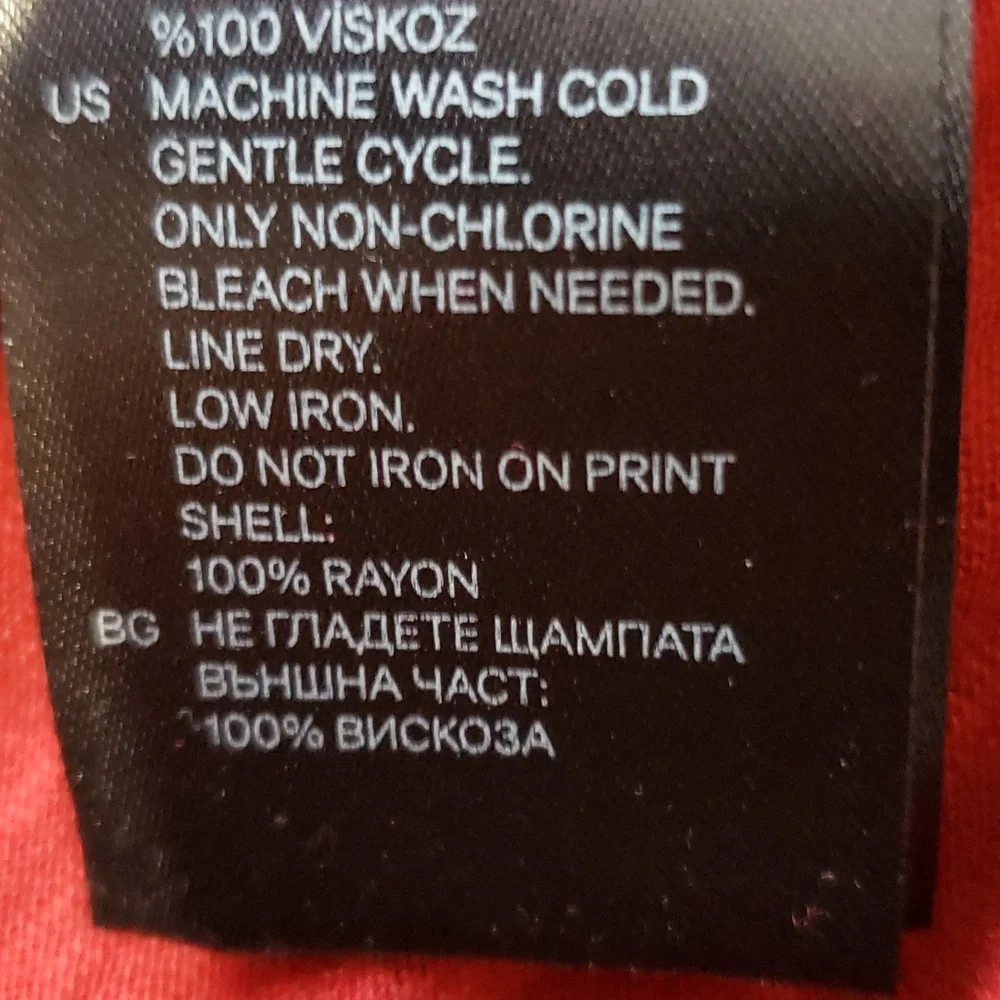 %100 VİSKOZ
US MACHINE WASH COLD
GENTLE CYCLE.
ONLY NON-CHLORINE
BLEACH WHEN NEEDED.
LINE DRY.
LOW IRON.
DO NOT IRON ON PRINT
SHELL:
100% RAYON
BG НЕ ГЛАДЕТЕ ЩАМПАТА
ВЪНШНА ЧАСТ:
100% ВИСКОЗА